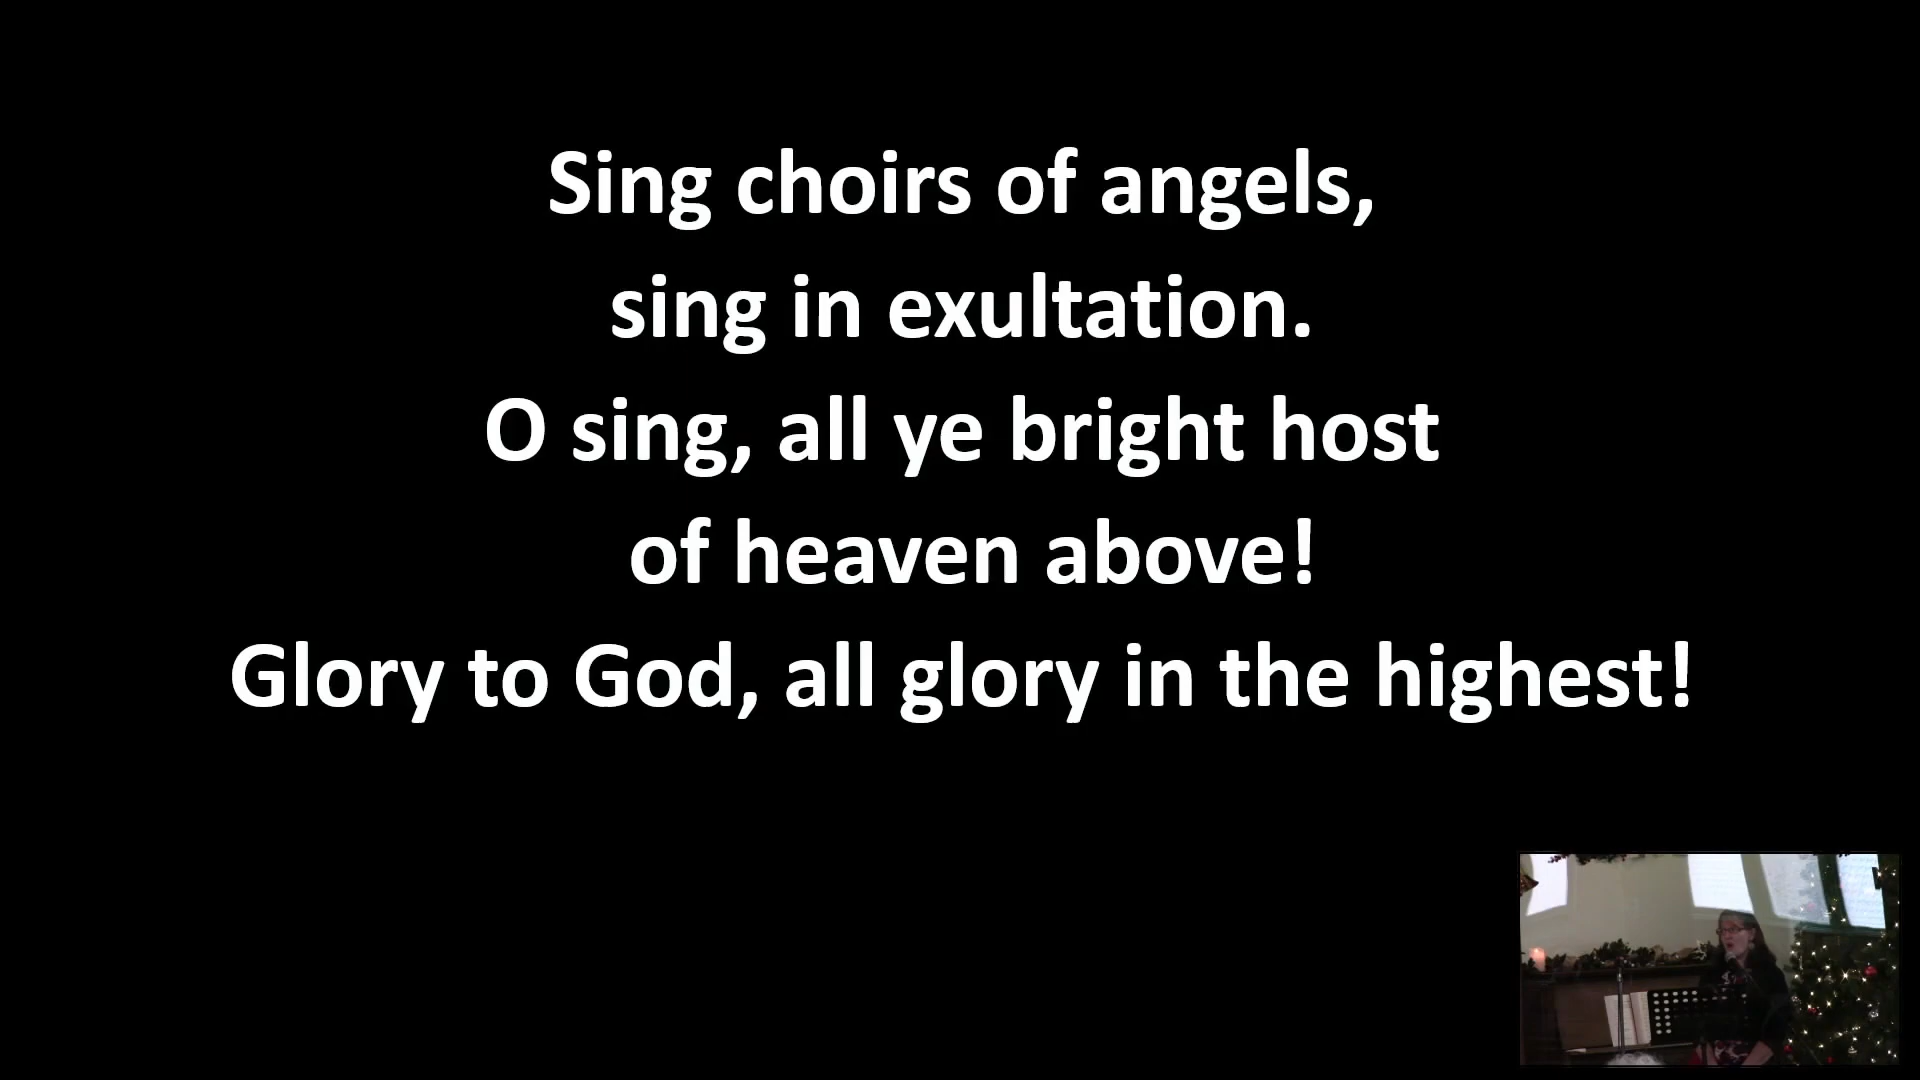 Sing choirs of angels,
sing in exultation.
O sing, all ye bright host
of heaven above!
Glory to God, all glory in the highest!